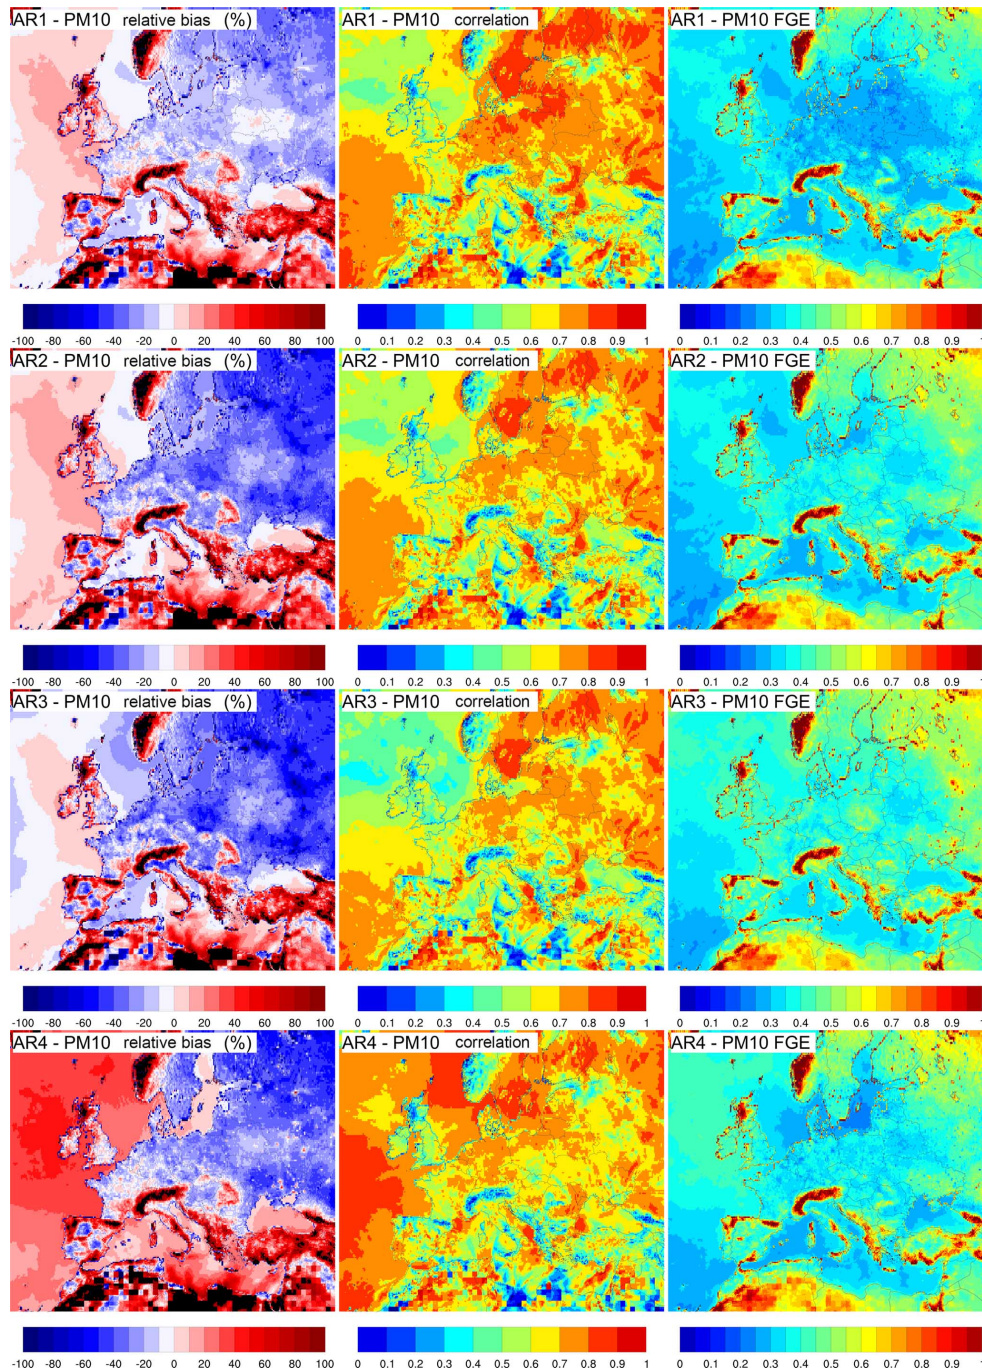 AR1 - PM10 relative bias (%) AR1 - PM10 correlation AR1 - PM10 FGE
-100 -80 -60 -40 -20 0 20 40 60 80 100 0 0.1 0.2 0.3 0.4 0.5 0.6 0.7 0.8 0.9 1 0 0.1 0.2 0.3 0.4 0.5 0.6 0.7 0.8 0.9 1
AR2 - PM10 relative bias (%) AR2 - PM10 correlation AR2 - PM10 FGE
-100 -80 -60 -40 -20 0 20 40 60 80 100 0 0.1 0.2 0.3 0.4 0.5 0.6 0.7 0.8 0.9 1 0 0.1 0.2 0.3 0.4 0.5 0.6 0.7 0.8 0.9 1
AR3 - PM10 relative bias (%) AR3 - PM10 correlation AR3 - PM10 FGE
-100 -80 -60 -40 -20 0 20 40 60 80 100 0 0.1 0.2 0.3 0.4 0.5 0.6 0.7 0.8 0.9 1 0 0.1 0.2 0.3 0.4 0.5 0.6 0.7 0.8 0.9 1
AR4 - PM10 relative bias (%) AR4 - PM10 correlation AR4 - PM10 FGE
-100 -80 -60 -40 -20 0 20 40 60 80 100 0 0.1 0.2 0.3 0.4 0.5 0.6 0.7 0.8 0.9 1 0 0.1 0.2 0.3 0.4 0.5 0.6 0.7 0.8 0.9 1